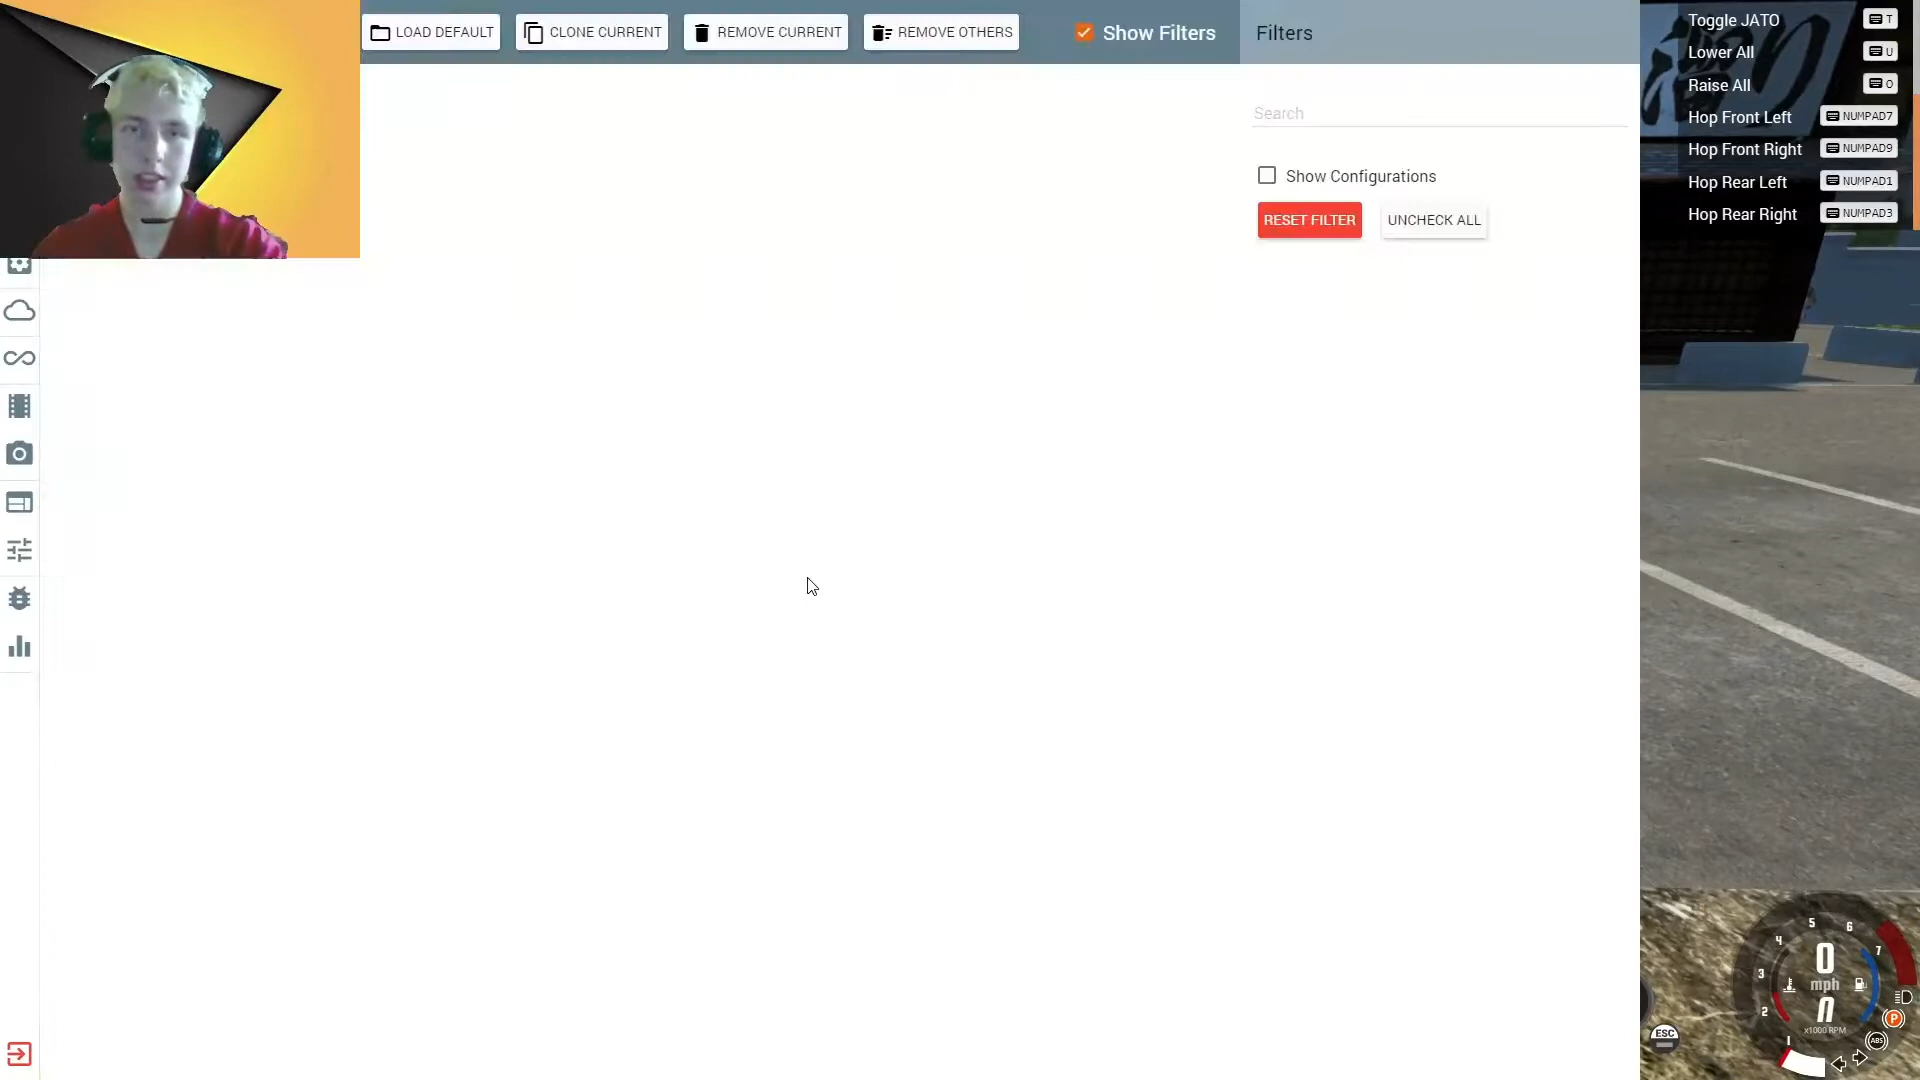 LOAD DEFAULT
CLONE CURRENT
REMOVE CURRENT
REMOVE OTHERS
Show Filters
Filters
Search
Show Configurations
RESET FILTER
UNCHECK ALL
Toggle JATO T
Lower All U
Raise All O
Hop Front Left NUMPAD7
Hop Front Right NUMPAD9
Hop Rear Left NUMPAD1
Hop Rear Right NUMPAD3
1
2
3
4
5
6
7
0
mph
n
x1000 RPM
P
ABS
ESC